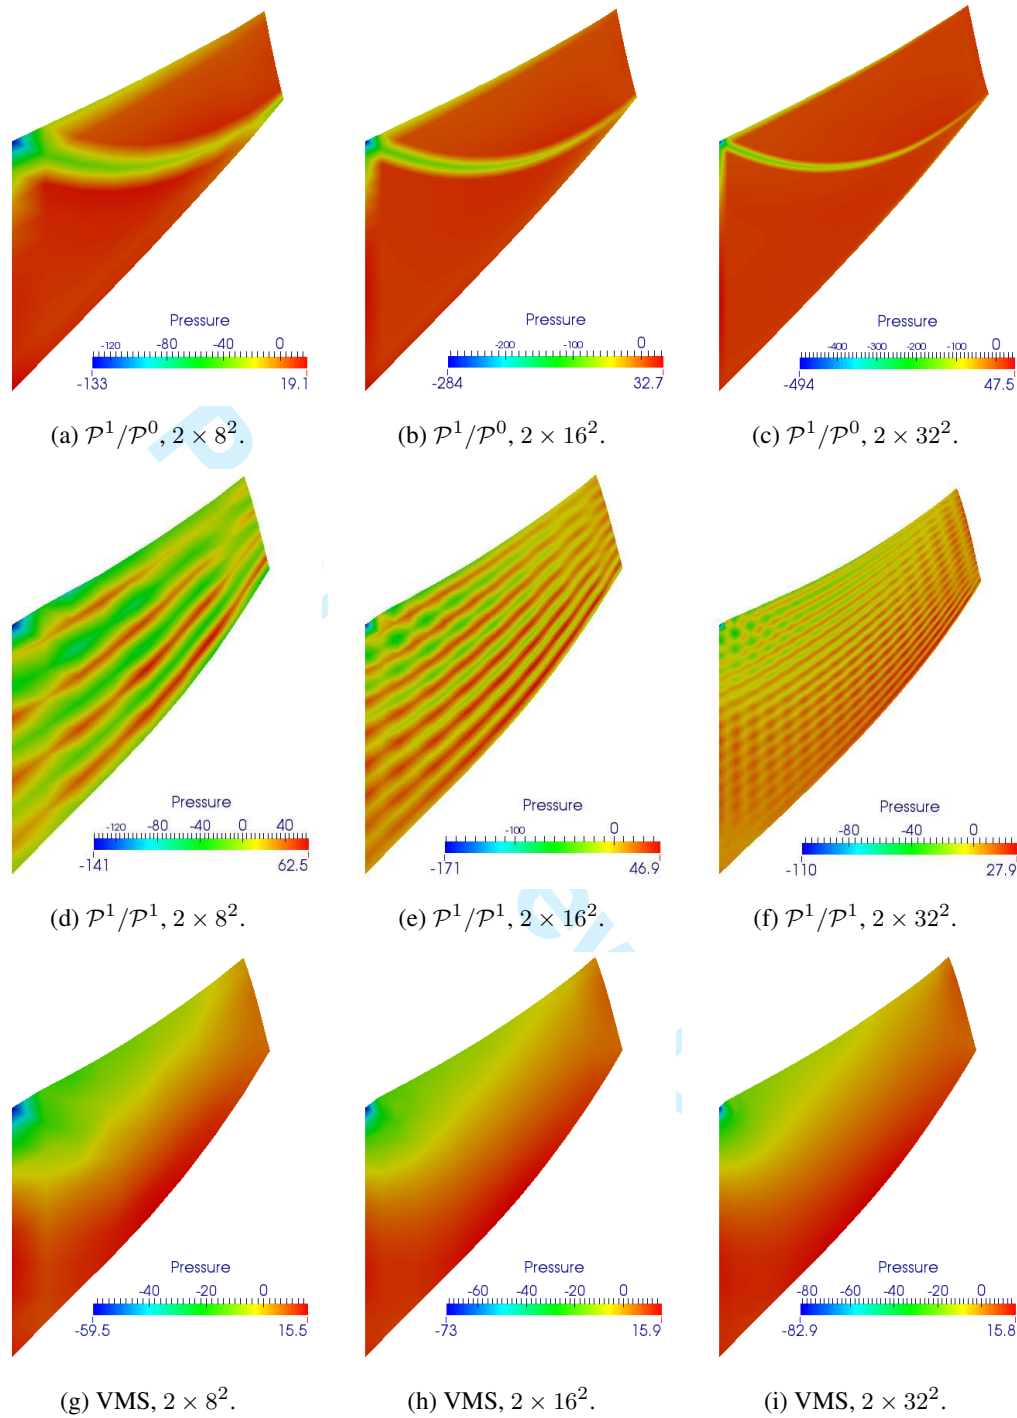 Pressure
Pressure
Pressure
-120 -80 -40 0
-200 -100 0
-400 -300 -200 -100 0
-133 19.1
-284 32.7
-494 47.5
(a) 𝒫¹/𝒫⁰, 2 × 8².
(b) 𝒫¹/𝒫⁰, 2 × 16².
(c) 𝒫¹/𝒫⁰, 2 × 32².
Pressure
Pressure
Pressure
-120 -80 -40 0 40
-100 0
-80 -40 0
-141 62.5
-171 46.9
-110 27.9
(d) 𝒫¹/𝒫¹, 2 × 8².
(e) 𝒫¹/𝒫¹, 2 × 16².
(f) 𝒫¹/𝒫¹, 2 × 32².
Pressure
Pressure
Pressure
-40 -20 0
-60 -40 -20 0
-80 -60 -40 -20 0
-59.5 15.5
-73 15.9
-82.9 15.8
(g) VMS, 2 × 8².
(h) VMS, 2 × 16².
(i) VMS, 2 × 32².